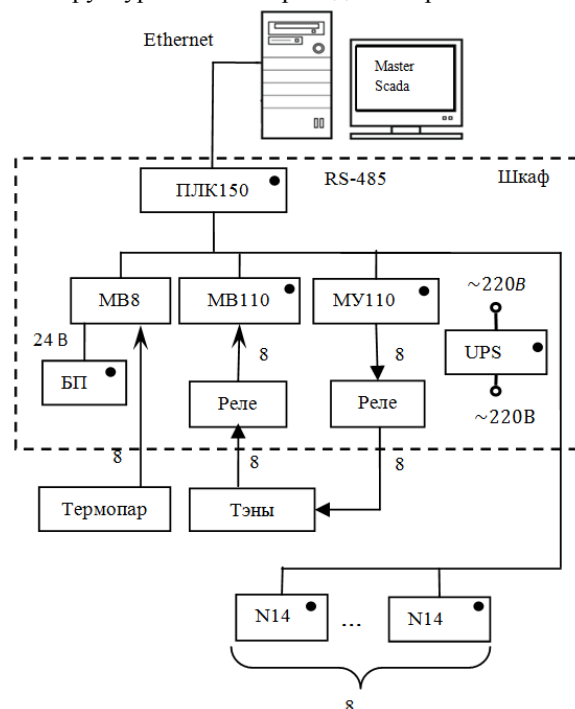 Ethernet
Master
Scada
ПЛК150
RS-485
Шкаф
МВ8
МВ110
МУ110
~220В
24 В
8
8
UPS
БП
Реле
Реле
~220В
8
8
8
Термопар
Тэны
N14
...
N14
8